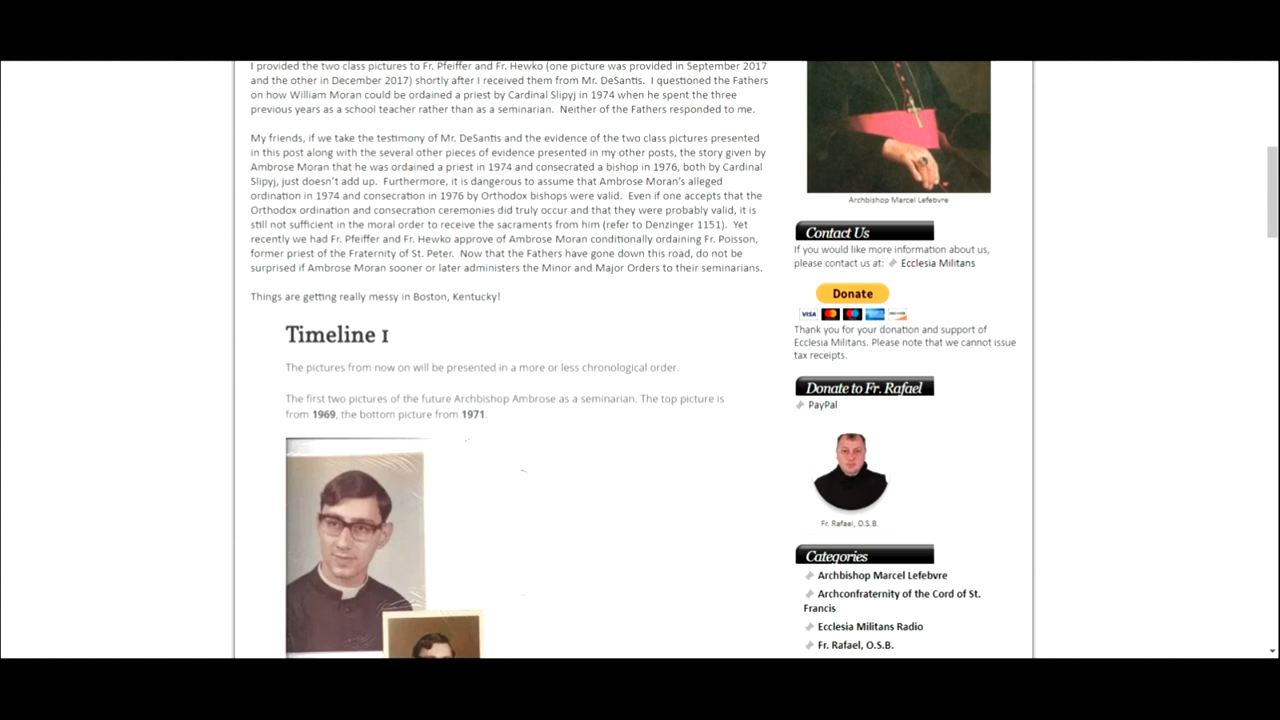 I provided the two class pictures to Fr. Pfeiffer and Fr. Hewko (one picture was provided in September 2017
and the other in December 2017) shortly after I received them from Mr. DeSantis.  I questioned the Fathers
on how William Moran could be ordained a priest by Cardinal Slipyj in 1974 when he spent the three
previous years as a school teacher rather than as a seminarian.  Neither of the Fathers responded to me.
My friends, if we take the testimony of Mr. DeSantis and the evidence of the two class pictures presented
in this post along with the several other pieces of evidence presented in my other posts, the story given by
Ambrose Moran that he was ordained a priest in 1974 and consecrated a bishop in 1976, both by Cardinal
Slipyj, just doesn't add up.  Furthermore, it is dangerous to assume that Ambrose Moran's alleged
ordination in 1974 and consecration in 1976 by Orthodox bishops were valid.  Even if one accepts that the
Orthodox ordination and consecration ceremonies did truly occur and that they were probably valid, it is
still not sufficient in the moral order to receive the sacraments from him (refer to Denzinger 1151).  Yet
recently we had Fr. Pfeiffer and Fr. Hewko approve of Ambrose Moran conditionally ordaining Fr. Poisson,
former priest of the Fraternity of St. Peter.  Now that the Fathers have gone down this road, do not be
surprised if Ambrose Moran sooner or later administers the Minor and Major Orders to their seminarians.
Things are getting really messy in Boston, Kentucky!
Timeline I
The pictures from now on will be presented in a more or less chronological order.
The first two pictures of the future Archbishop Ambrose as a seminarian. The top picture is
from 1969, the bottom picture from 1971.
Archbishop Marcel Lefebvre
Contact Us
If you would like more information about us,
please contact us at: Ecclesia Militans
Donate
VISA
Thank you for your donation and support of
Ecclesia Militans. Please note that we cannot issue
tax receipts.
Donate to Fr. Rafael
PayPal
Fr. Rafael, O.S.B.
Categories
Archbishop Marcel Lefebvre
Archconfraternity of the Cord of St.
Francis
Ecclesia Militans Radio
Fr. Rafael, O.S.B.